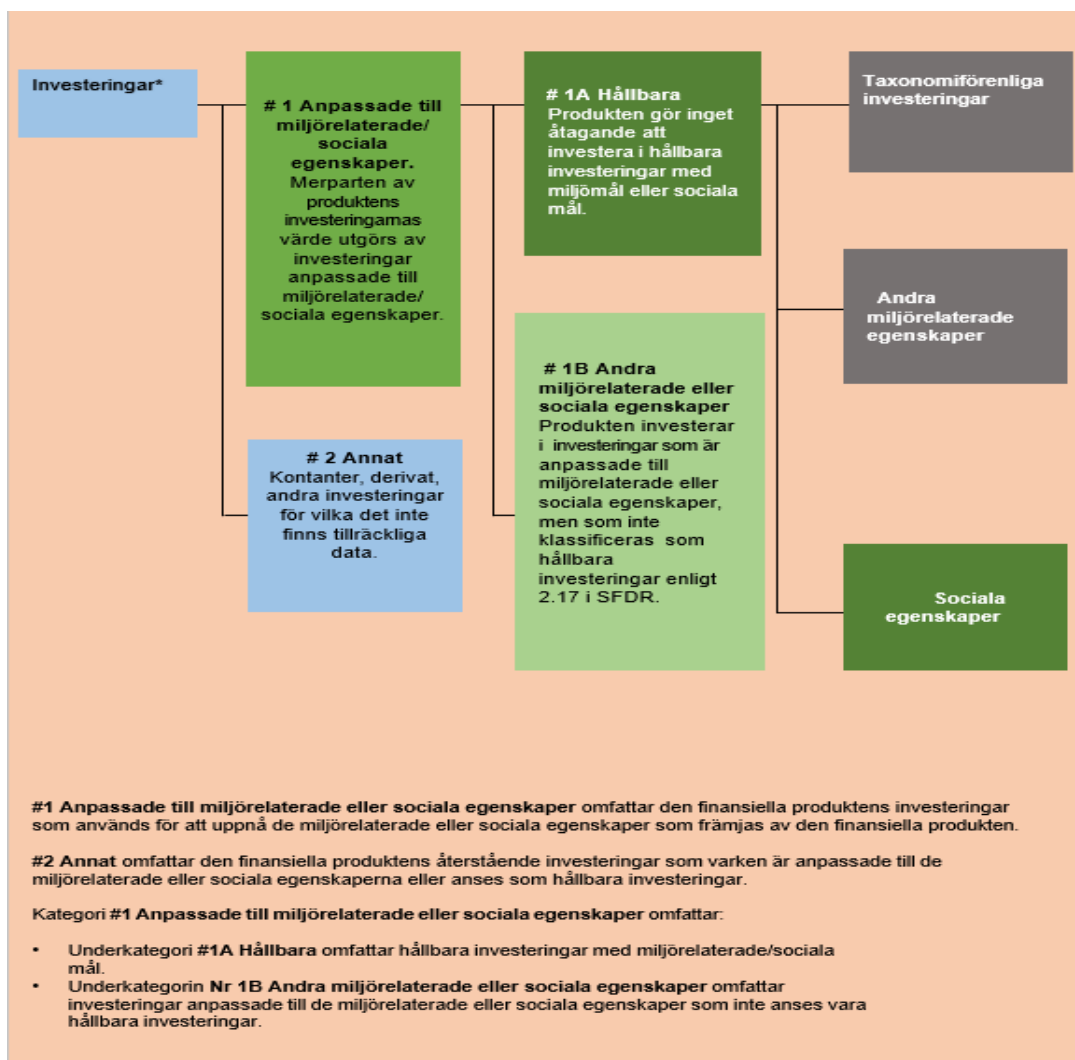 Investeringar*
# 1 Anpassade till
miljörelaterade/
sociala
egenskaper.
Merparten av
produktens
investeringarnas
värde utgörs av
investeringar
anpassade till
miljörelaterade/
sociala egenskaper.
# 2 Annat
Kontanter, derivat,
andra investeringar
för vilka det inte
finns tillräckliga
data.
# 1A Hållbara
Produkten gör inget
åtagande att
investera i hållbara
investeringar med
miljömål eller sociala
mål.
# 1B Andra
miljörelaterade eller
sociala egenskaper
Produkten investerar
i investeringar som är
anpassade till
miljörelaterade eller
sociala egenskaper,
men som inte
klassificeras som
hållbara
investeringar enligt
2.17 i SFDR.
Taxonomiförenliga
investeringar
Andra
miljörelaterade
egenskaper
Sociala
egenskaper
#1 Anpassade till miljörelaterade eller sociala egenskaper omfattar den finansiella produktens investeringar
som används för att uppnå de miljörelaterade eller sociala egenskaper som främjas av den finansiella produkten.
#2 Annat omfattar den finansiella produktens återstående investeringar som varken är anpassade till de
miljörelaterade eller sociala egenskaperna eller anses som hållbara investeringar.
Kategori #1 Anpassade till miljörelaterade eller sociala egenskaper omfattar:
• Underkategori #1A Hållbara omfattar hållbara investeringar med miljörelaterade/sociala
mål.
• Underkategorin Nr 1B Andra miljörelaterade eller sociala egenskaper omfattar
investeringar anpassade till de miljörelaterade eller sociala egenskaper som inte anses vara
hållbara investeringar.